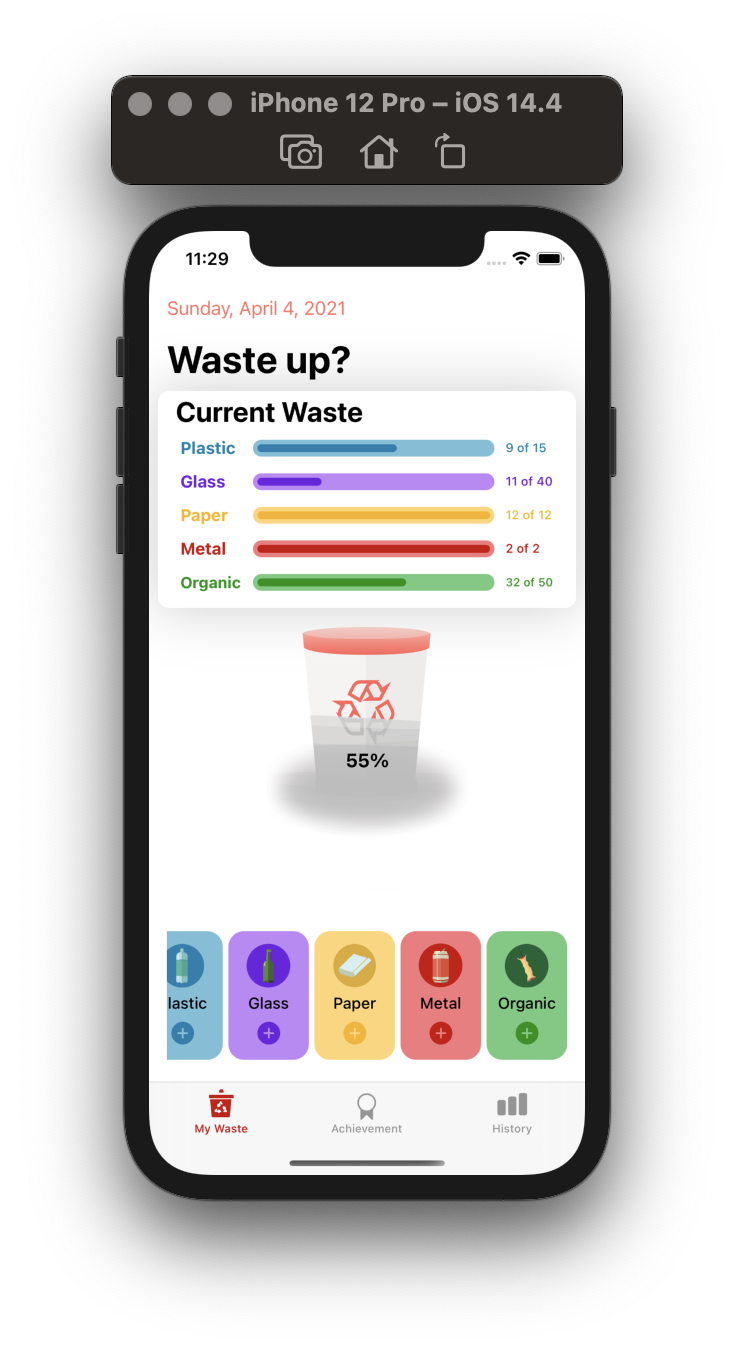 iPhone 12 Pro – iOS 14.4
11:29
Sunday, April 4, 2021
Waste up?
Current Waste
Plastic 9 of 15
Glass 11 of 40
Paper 12 of 12
Metal 2 of 2
Organic 32 of 50
55%
lastic Glass Paper Metal Organic
My Waste Achievement History